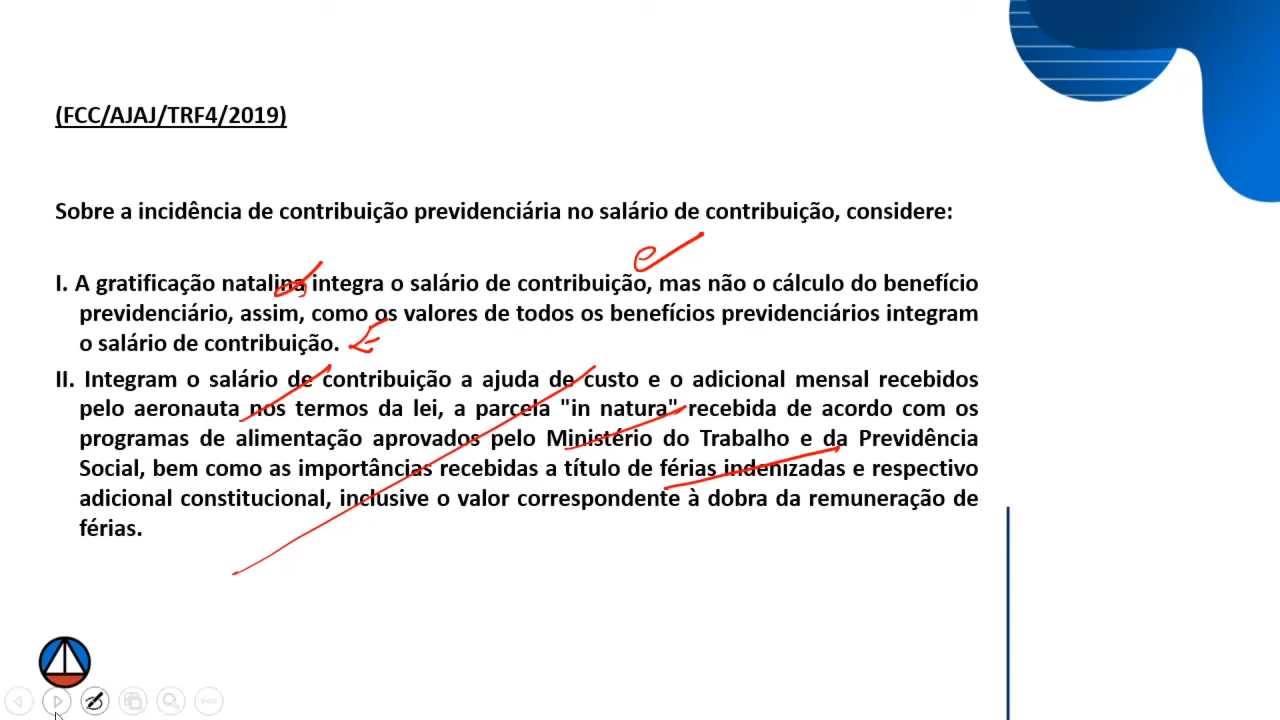 (FCC/AJAJ/TRF4/2019)
Sobre a incidência de contribuição previdenciária no salário de contribuição, considere:
I. A gratificação natalina integra o salário de contribuição, mas não o cálculo do benefício
previdenciário, assim, como os valores de todos os benefícios previdenciários integram
o salário de contribuição.
II. Integram o salário de contribuição a ajuda de custo e o adicional mensal recebidos
pelo aeronauta nos termos da lei, a parcela "in natura" recebida de acordo com os
programas de alimentação aprovados pelo Ministério do Trabalho e da Previdência
Social, bem como as importâncias recebidas a título de férias indenizadas e respectivo
adicional constitucional, inclusive o valor correspondente à dobra da remuneração de
férias.